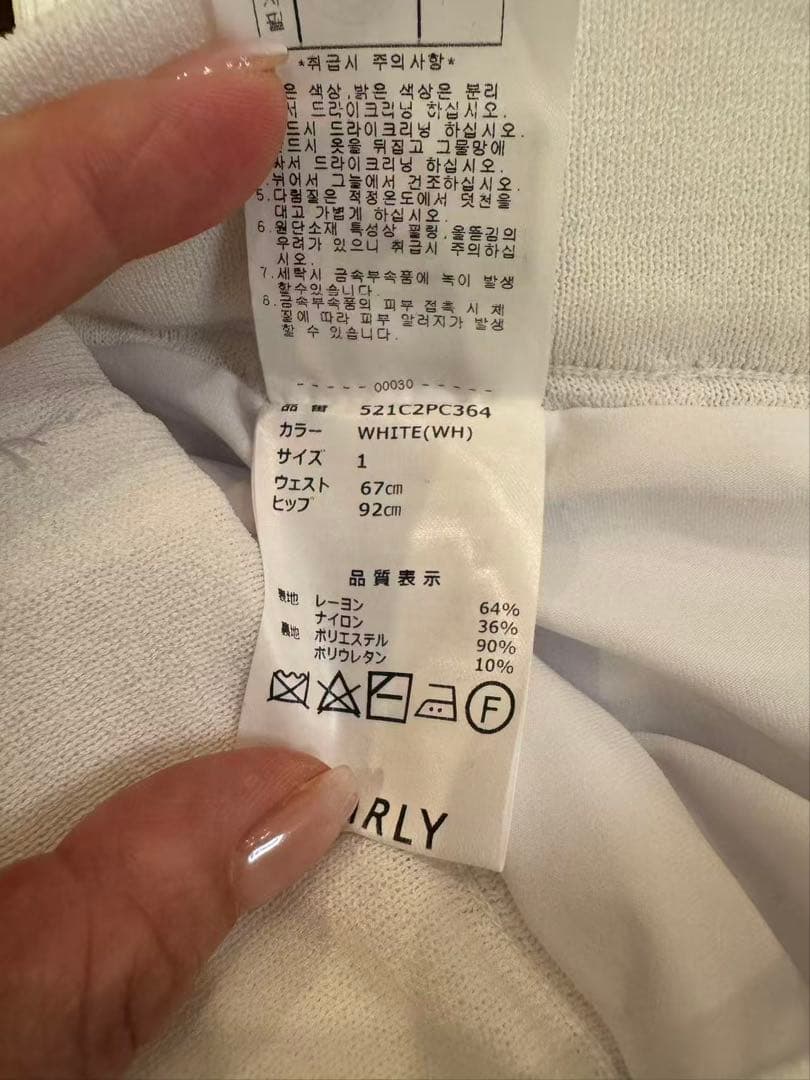 *취급시 주의사항*
은 색상,밝은 색상은 분리
서 드라이크리닝 하십시오.
드시 드라이크리닝 하십시오.
드시 옷을 뒤집고 그물망에
싸서 드라이크리닝 하십시오.
뉘어서 그늘에서 건조하십시오.
5.다림질은 적정온도에서 덧천을
대고 가볍게 하십시오.
6.원단소재 특성상 필링,올뜯김의
우려가 있으니 취급시 주의하십
시오.
7.세탁시 금속부속품에 녹이 발생
할수있습니다.
8.금속부속품의 피부 접촉 시 체
질에 따라 피부 알러지가 발생
할 수 있습니다.
- - - - - 00030 - - - - -
品 番 521C2PC364
カラー WHITE(WH)
サイズ 1
ウェスト 67㎝
ヒップ 92㎝
品質表示
表地 レーヨン 64%
ナイロン 36%
裏地 ポリエステル 90%
ポリウレタン 10%
F
IRLY